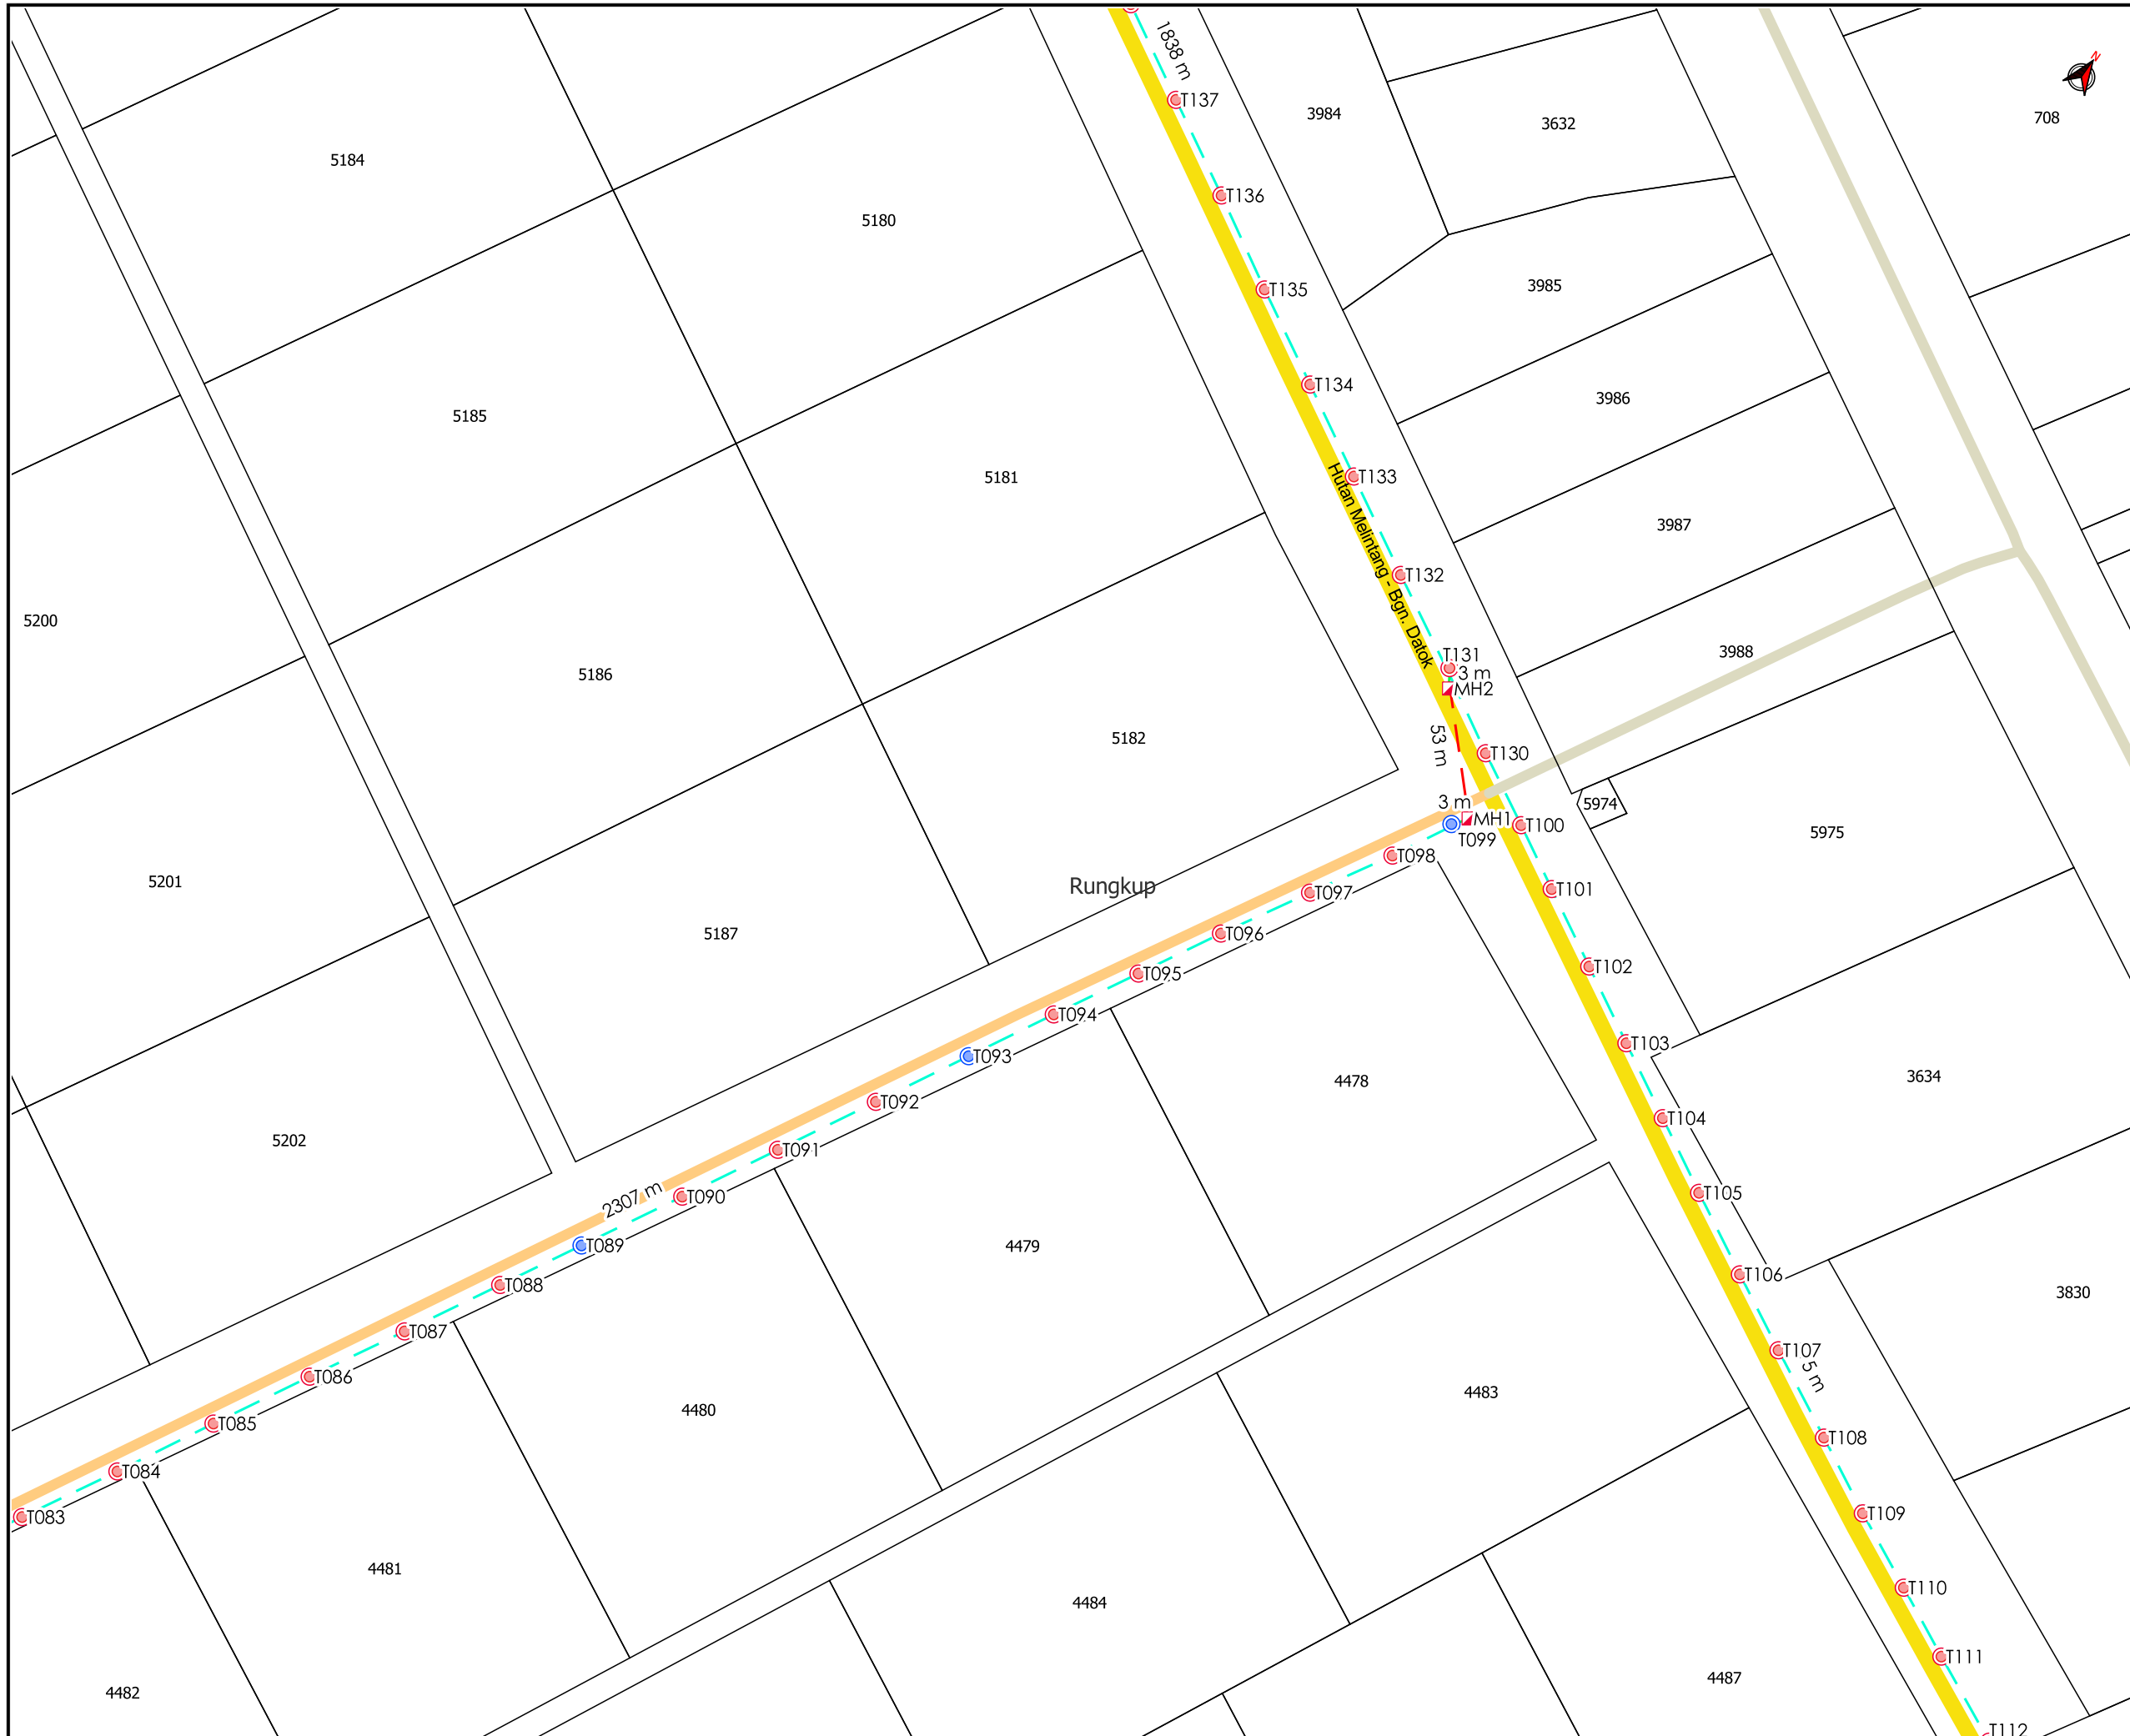 1838 m
N
T137
3984
3632
708
5184
5180
T136
T135
3985
T134
3986
5185
5181
T133
3987
Hutan Melintang - Bgn. Datok
T132
5200
3988
T131
3 m
MH2
5186
5182
53 m
T130
3 m
5974
MH1
T100
T099
5975
T098
5201
Rungkup
T101
T097
5187
T096
T102
T095
T094
T103
T093
3634
4478
T092
T104
5202
T091
2307 m
T090
T105
T089
4479
T106
T088
3830
T087
T107
5 m
T086
4483
4480
T085
T108
T084
T083
T109
4481
T110
4484
T111
4487
4482
T112